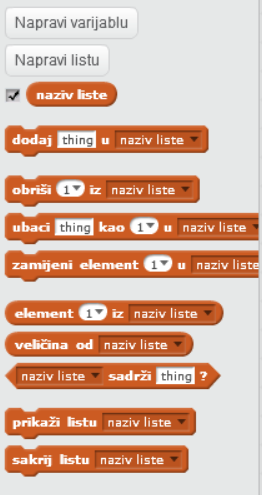 Napravi varijablu
Napravi listu
naziv liste
dodaj thing u naziv liste
obriši 1 iz naziv liste
ubaci thing kao 1 u naziv liste
zamijeni element 1 u naziv liste
element 1 iz naziv liste
veličina od naziv liste
naziv liste sadrži thing ?
prikaži listu naziv liste
sakrij listu naziv liste